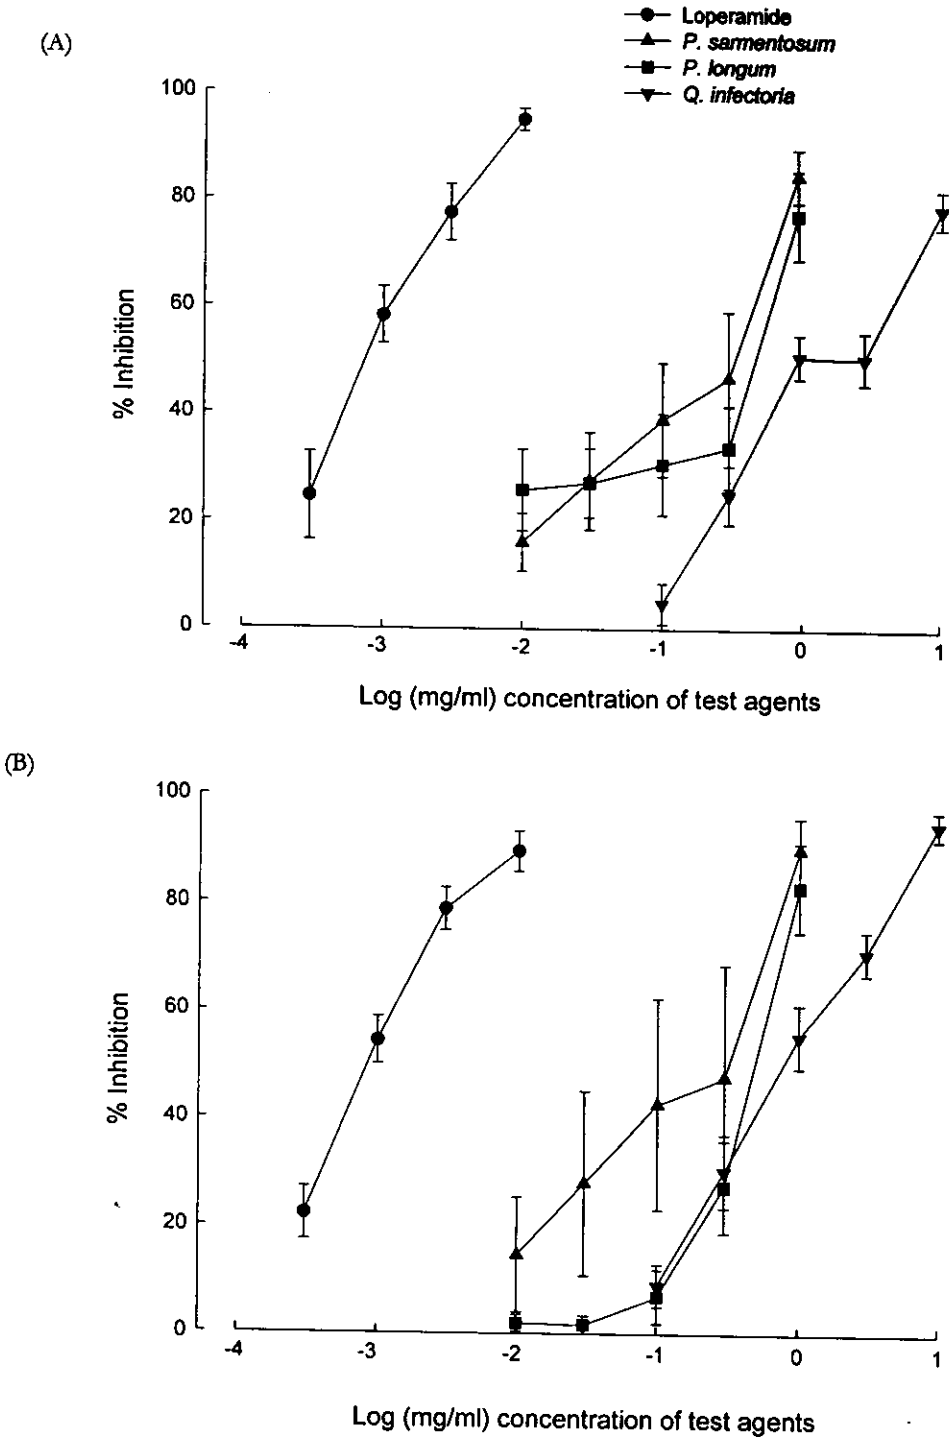 (A)
Loperamide
P. sarmentosum
P. longum
Q. infectoria
100
80
60
40
20
0
% Inhibition
-4 -3 -2 -1 0 1
Log (mg/ml) concentration of test agents
(B)
100
80
60
40
20
0
% Inhibition
-4 -3 -2 -1 0 1
Log (mg/ml) concentration of test agents